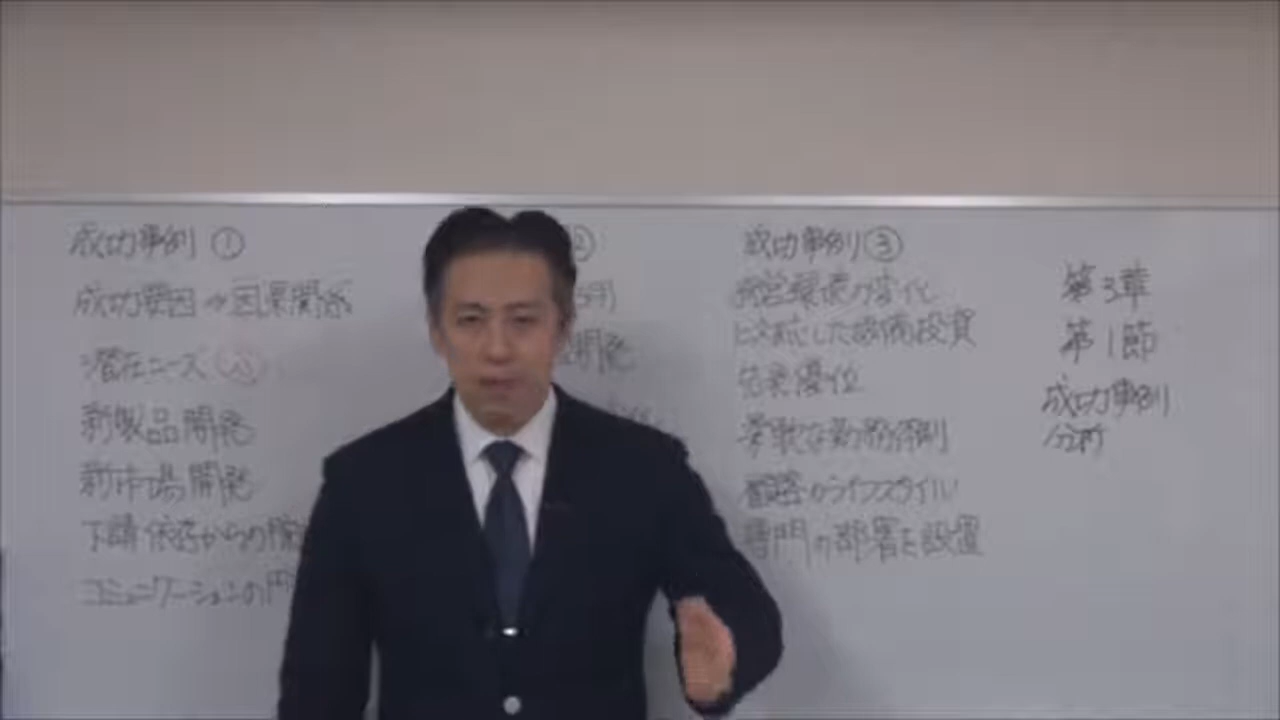 成功事例 ①
成功要因⇒因果関係
潜在ニーズ
新製品開発
新市場開発
下請依存からの脱
コミュニケーションの円
②
開発
成功事例③
経営環境の変化
に対応した設備投資
柔軟な勤務体制
顧客のライフスタイル
専門の部署を設置
第3章
第1節
成功事例
分析